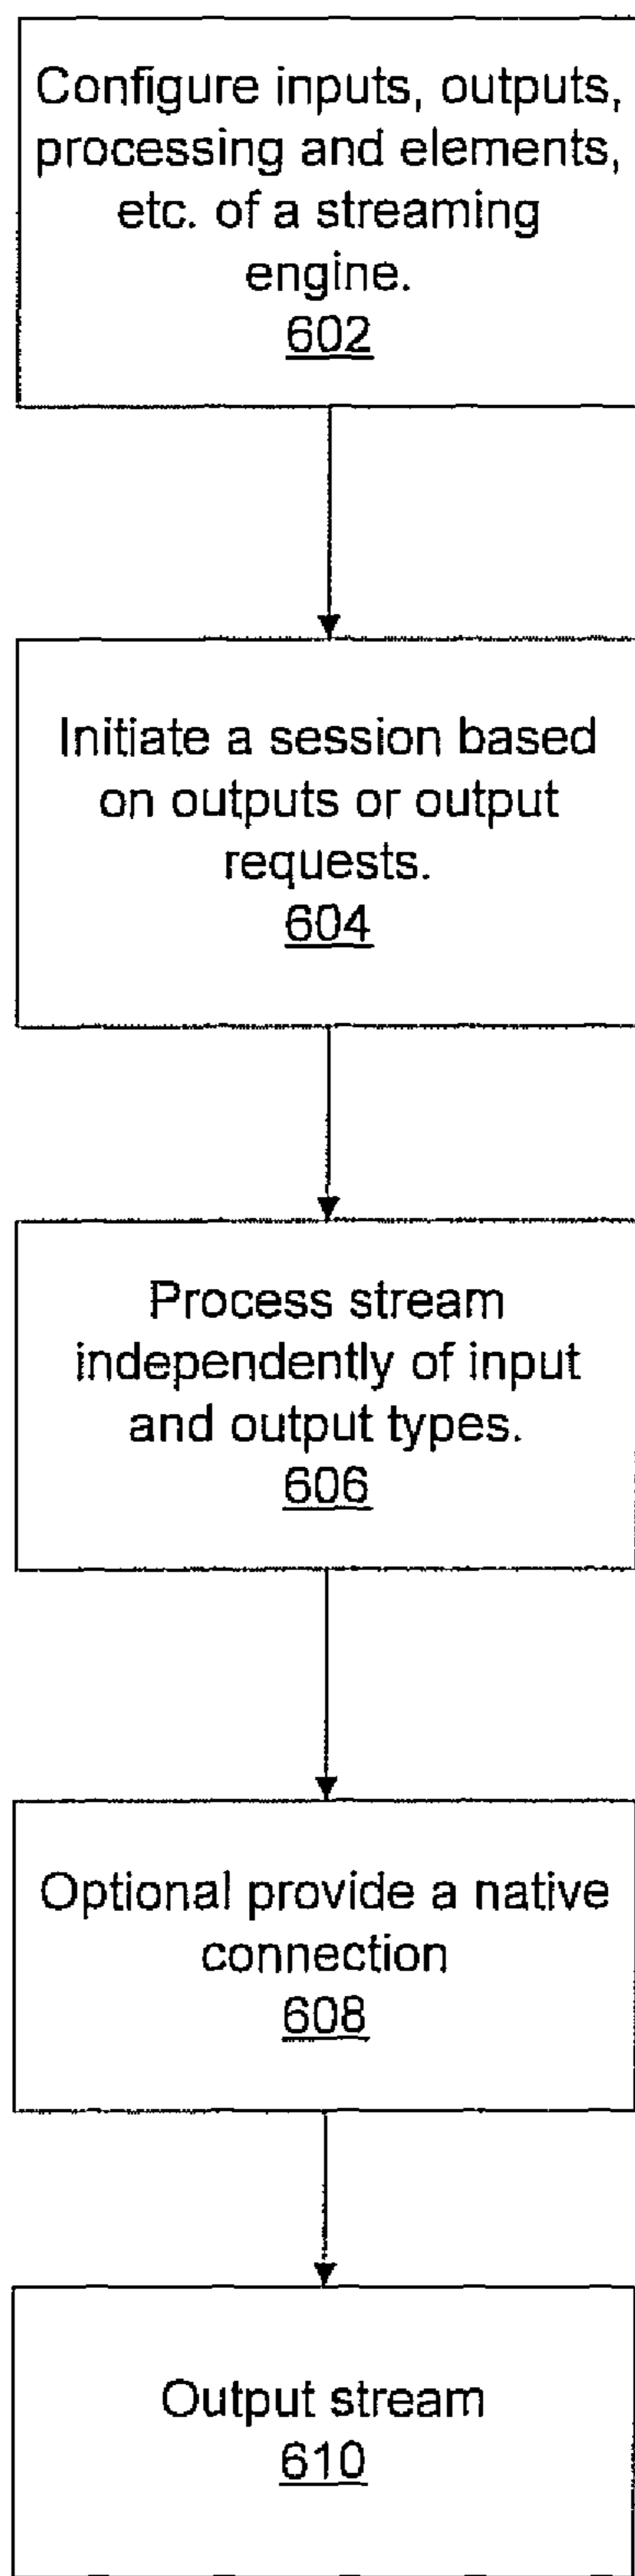 Configure inputs, outputs,
processing and elements,
etc. of a streaming
engine.
602
Initiate a session based
on outputs or output
requests.
604
Process stream
independently of input
and output types.
606
Optional provide a native
connection
608
Output stream
610